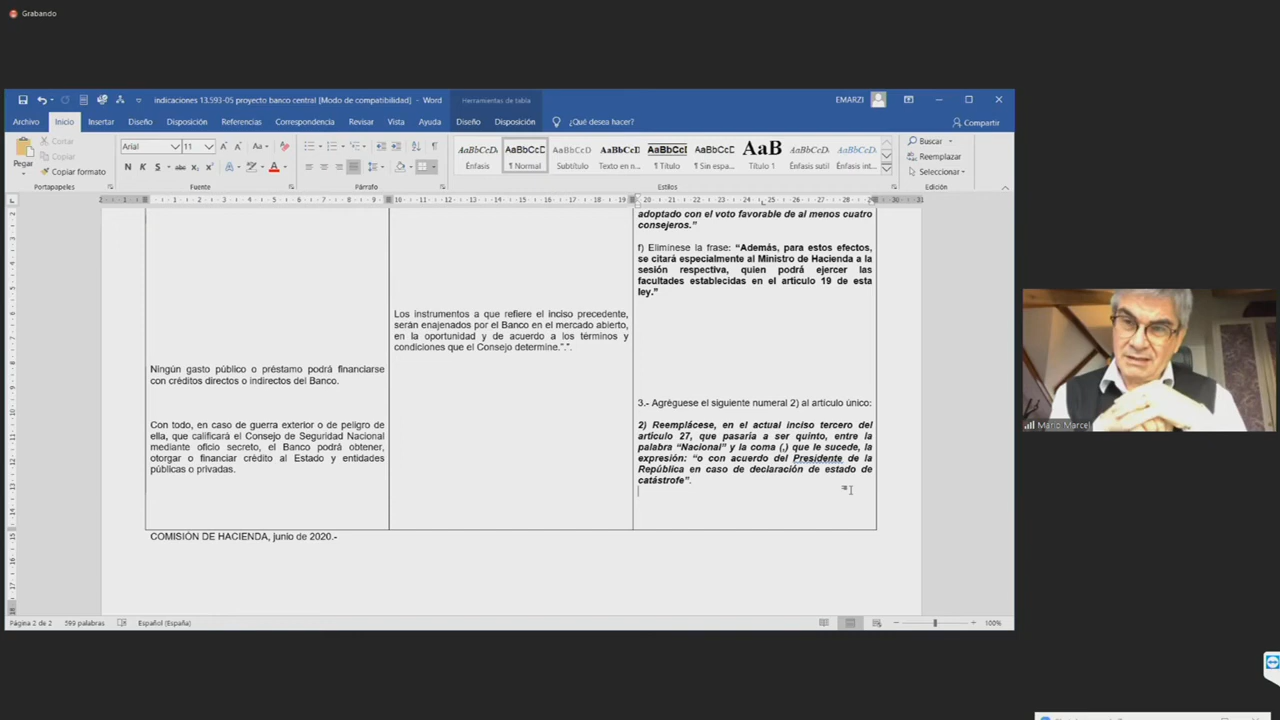 Grabando
indicaciones 13.593-05 proyecto banco central [Modo de compatibilidad] - Word
Herramientas de tabla
EMARZI
Archivo Inicio Insertar Diseño Disposición Referencias Correspondencia Revisar Vista Ayuda Diseño Disposición ¿Qué desea hacer? Compartir
Pegar
Cortar
Copiar
Copiar formato
Portapapeles
Arial 11
N K S
Fuente
Párrafo
AaBbCcDc AaBbCcC AaBbCcD AaBbCcC AaBbCcC AaBbCcD AaB AaBbCcD AaBbCcDc
Énfasis ¶ Normal Subtítulo Texto en n... ¶ Título ¶ Sin espa... Título 1 Énfasis sutil Énfasis int...
Estilos
Buscar
Reemplazar
Seleccionar
Edición
adoptado con el voto favorable de al menos cuatro
consejeros.”
f) Elimínese la frase: “Además, para estos efectos,
se citará especialmente al Ministro de Hacienda a la
sesión respectiva, quien podrá ejercer las
facultades establecidas en el artículo 19 de esta
ley.”
Los instrumentos a que refiere el inciso precedente,
serán enajenados por el Banco en el mercado abierto,
en la oportunidad y de acuerdo a los términos y
condiciones que el Consejo determine.”.”.
Ningún gasto público o préstamo podrá financiarse
con créditos directos o indirectos del Banco.
3.- Agréguese el siguiente numeral 2) al artículo único:
Con todo, en caso de guerra exterior o de peligro de
ella, que calificará el Consejo de Seguridad Nacional
mediante oficio secreto, el Banco podrá obtener,
otorgar o financiar crédito al Estado y entidades
públicas o privadas.
2) Reemplácese, en el actual inciso tercero del
artículo 27, que pasaría a ser quinto, entre la
palabra “Nacional” y la coma (,) que le sucede, la
expresión: “o con acuerdo del Presidente de la
República en caso de declaración de estado de
catástrofe”.
COMISIÓN DE HACIENDA, junio de 2020.-
Mario Marcel
Página 2 de 2 599 palabras Español (España) 100%